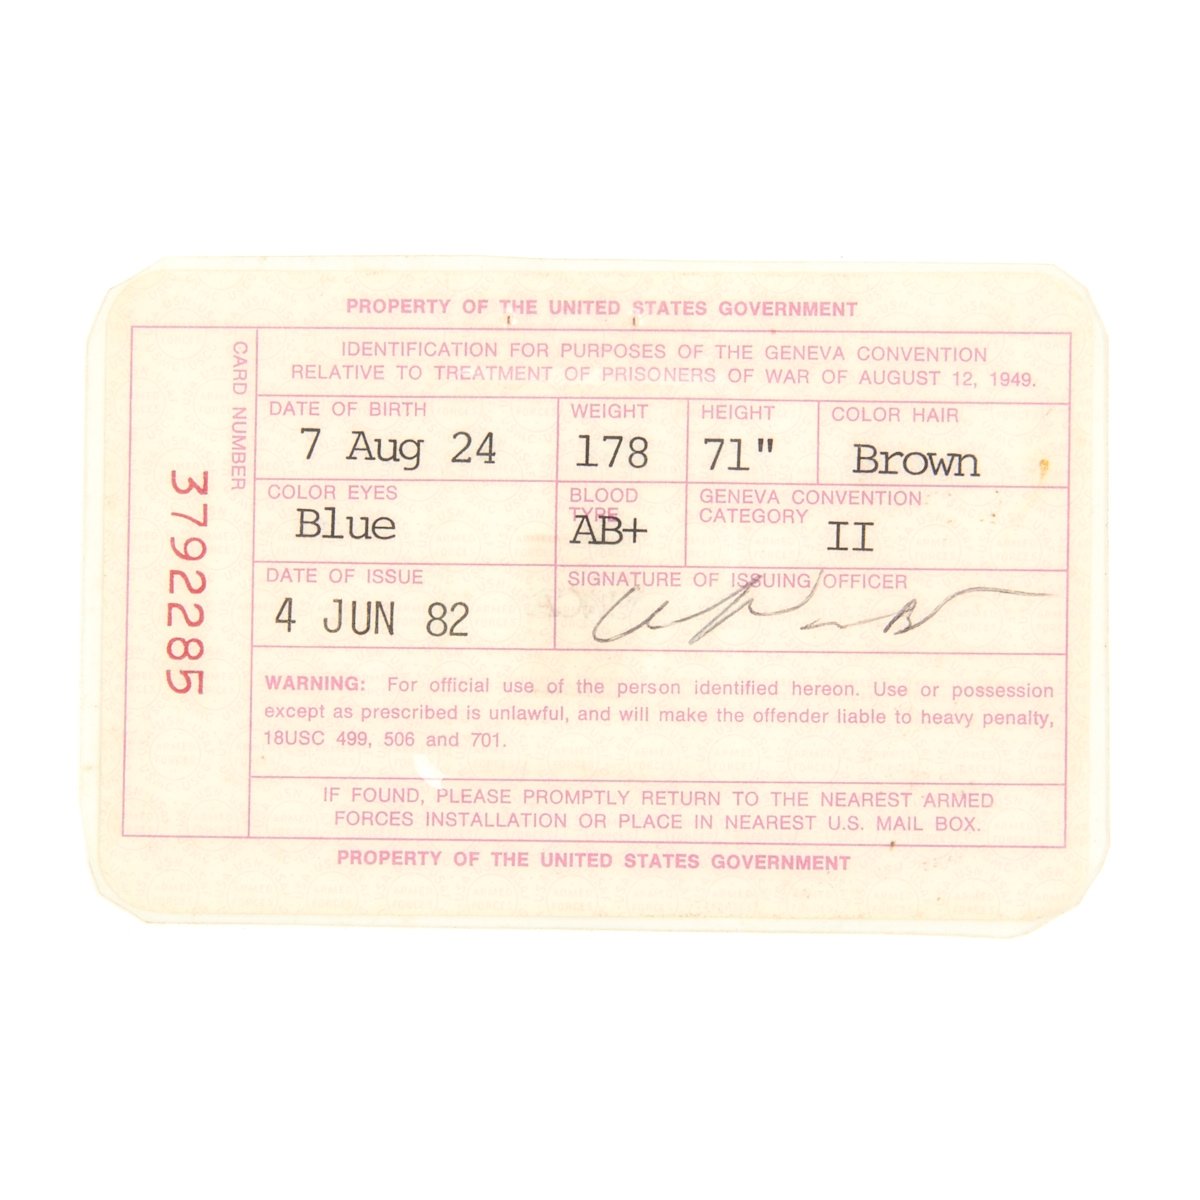 PROPERTY OF THE UNITED STATES GOVERNMENT
CARD NUMBER
3792285
IDENTIFICATION FOR PURPOSES OF THE GENEVA CONVENTION
RELATIVE TO TREATMENT OF PRISONERS OF WAR OF AUGUST 12, 1949.
DATE OF BIRTH
7 Aug 24
WEIGHT
178
HEIGHT
71"
COLOR HAIR
Brown
COLOR EYES
Blue
BLOOD
TYPE
AB+
GENEVA CONVENTION
CATEGORY
II
DATE OF ISSUE
4 JUN 82
SIGNATURE OF ISSUING OFFICER
WARNING: For official use of the person identified hereon. Use or possession
except as prescribed is unlawful, and will make the offender liable to heavy penalty,
18USC 499, 506 and 701.
IF FOUND, PLEASE PROMPTLY RETURN TO THE NEAREST ARMED
FORCES INSTALLATION OR PLACE IN NEAREST U.S. MAIL BOX.
PROPERTY OF THE UNITED STATES GOVERNMENT